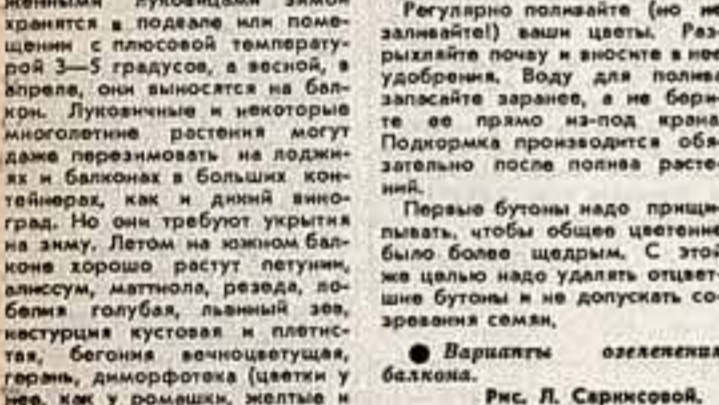 женными луковицами зимой
хранятся в подвале или поме-
щении с плюсовой температу-
рой 3—5 градусов, а весной, в
апреле, они выносятся на бал-
кон. Луковичные и некоторые
многолетние растения могут
даже перезимовать на лоджи-
ях и балконах в больших кон-
тейнерах, как и дикий вино-
град. Но они требуют укрытия
на зиму. Летом на южном бал-
коне хорошо растут петунии,
алиссум, маттиола, резеда, ло-
белия голубая, львиный зев,
настурция кустовая и плетис-
тая, бегония вечноцветущая,
герань, диморфотека (цветки у
нее, как у ромашки, желтые и
Регулярно поливайте (но не
заливайте!) ваши цветы. Раз-
рыхляйте почву и вносите в нее
удобрения. Воду для полива
запасайте заранее, а не бери-
те ее прямо из-под крана.
Подкормка производится обя-
зательно после полива расте-
ний.
Первые бутоны надо прищи-
пывать, чтобы общее цветение
было более щедрым. С этой
же целью надо удалять отцвет-
шие бутоны и не допускать со-
зревания семян.
● Варианты озеленения
балкона.
Рис. Л. Саркисовой.